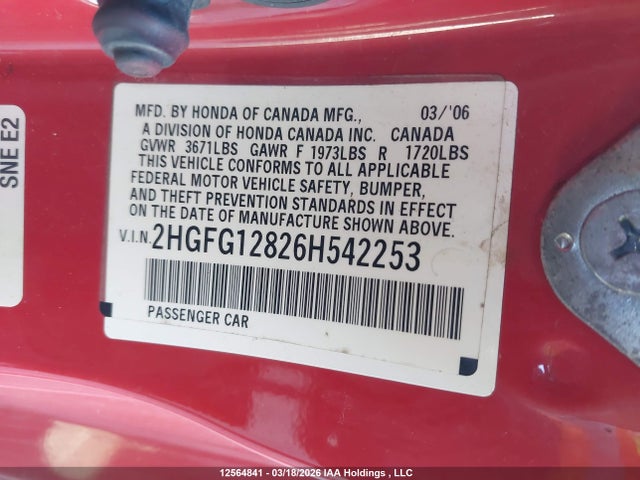 SNE E2
MFD. BY HONDA OF CANADA MFG., 03/'06
A DIVISION OF HONDA CANADA INC. CANADA
GVWR 3671LBS GAWR F 1973LBS R 1720LBS
THIS VEHICLE CONFORMS TO ALL APPLICABLE
FEDERAL MOTOR VEHICLE SAFETY, BUMPER,
AND THEFT PREVENTION STANDARDS IN EFFECT
ON THE DATE OF MANUFACTURE SHOWN ABOVE.
V.I.N. 2HGFG12826H542253
PASSENGER CAR
12564841 - 03/18/2026 IAA Holdings , LLC